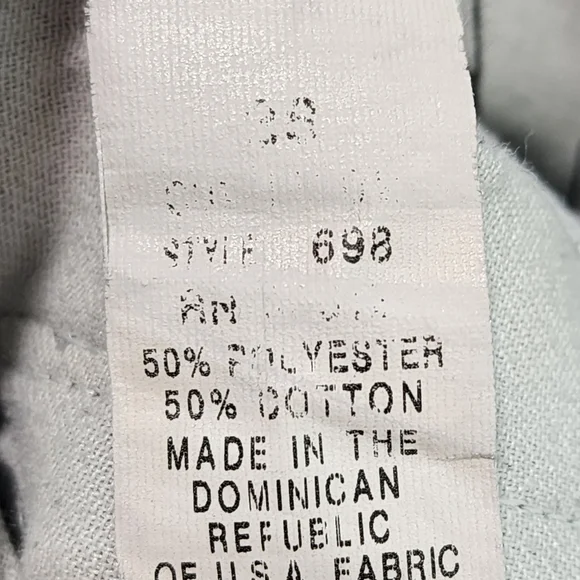 STYLE 698
RN
50% POLYESTER
50% COTTON
MADE IN THE
DOMINICAN
REPUBLIC
OF U.S.A. FABRIC